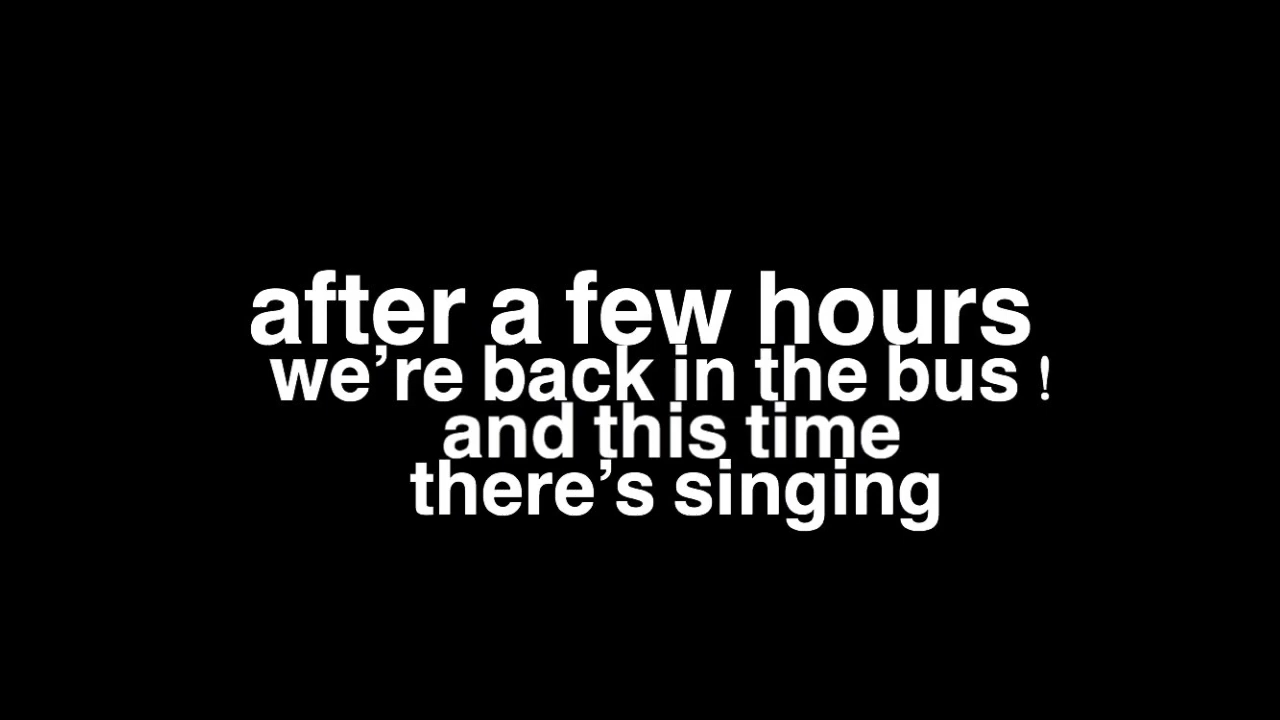 after a few hours
we’re back in the bus !
and this time
there’s singing